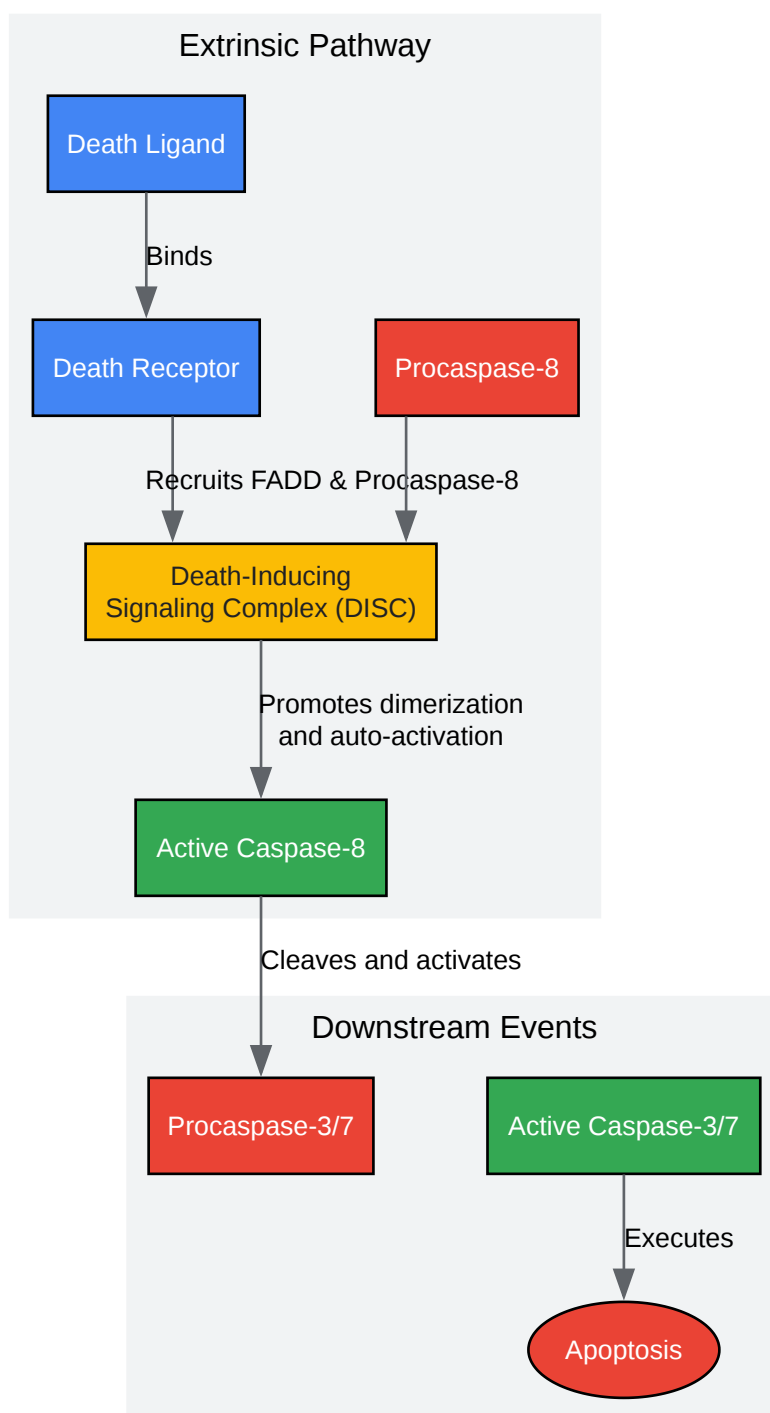 Extrinsic Pathway
Death Ligand
Binds
Death Receptor
Procaspase-8
Recruits FADD & Procaspase-8
Death-Inducing
Signaling Complex (DISC)
Promotes dimerization
and auto-activation
Active Caspase-8
Cleaves and activates
Downstream Events
Procaspase-3/7
Active Caspase-3/7
Executes
Apoptosis